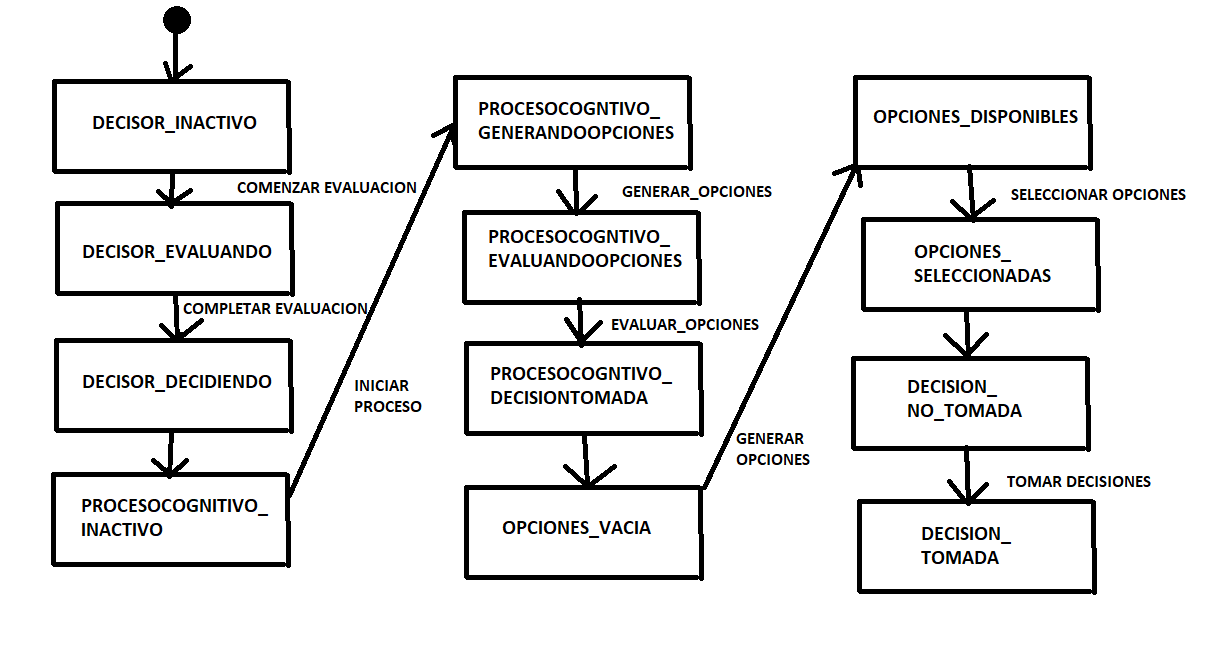 DECISOR_INACTIVO
COMENZAR EVALUACION
DECISOR_EVALUANDO
COMPLETAR EVALUACION
DECISOR_DECIDIENDO
PROCESOCOGNITIVO_
INACTIVO
INICIAR
PROCESO
PROCESOCOGNTIVO_
GENERANDOOPCIONES
GENERAR_OPCIONES
PROCESOCOGNTIVO_
EVALUANDOOPCIONES
EVALUAR_OPCIONES
PROCESOCOGNTIVO_
DECISIONTOMADA
OPCIONES_VACIA
GENERAR
OPCIONES
OPCIONES_DISPONIBLES
SELECCIONAR OPCIONES
OPCIONES_
SELECCIONADAS
DECISION_
NO_TOMADA
TOMAR DECISIONES
DECISION_
TOMADA